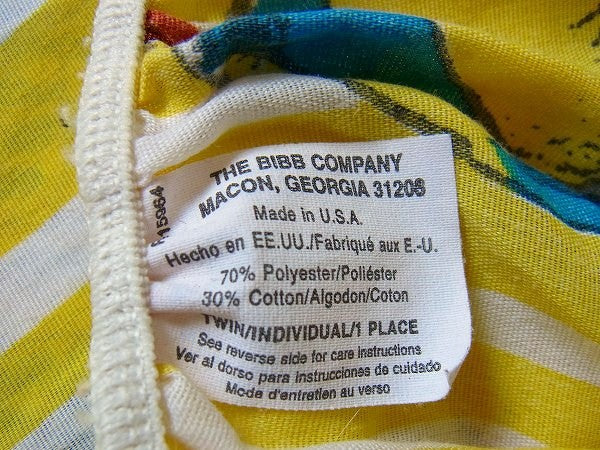 THE BIBB COMPANY
MACON, GEORGIA 31208
Made in U.S.A.
Hecho en EE.UU./Fabriqué aux E.-U.
70% Polyester/Poliéster
30% Cotton/Algodon/Coton
TWIN/INDIVIDUAL/1 PLACE
See reverse side for care instructions
Ver al dorso para instrucciones de cuidado
Mode d'entretien au verso